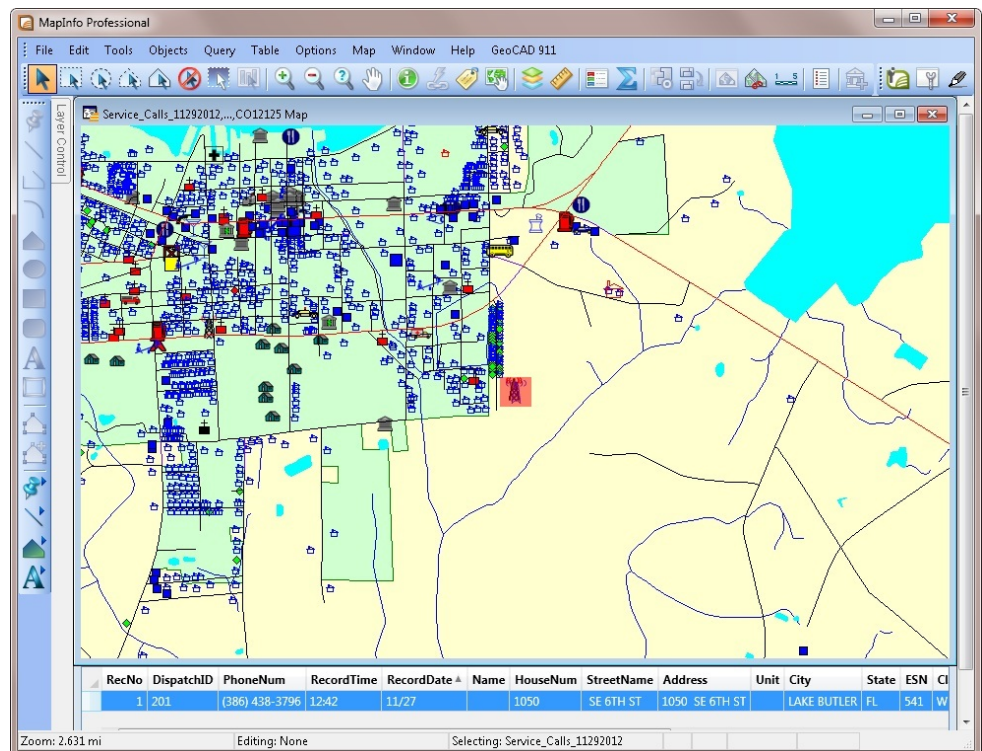 MapInfo Professional
File Edit Tools Objects Query Table Options Map Window Help GeoCAD 911
Layer Control
Service_Calls_11292012,...,CO12125 Map
RecNo DispatchID PhoneNum RecordTime RecordDate Name HouseNum StreetName Address Unit City State ESN Cl
1 201 (386) 438-3796 12:42 11/27 1050 SE 6TH ST 1050 SE 6TH ST LAKE BUTLER FL 541 W
Zoom: 2.631 mi Editing: None Selecting: Service_Calls_11292012